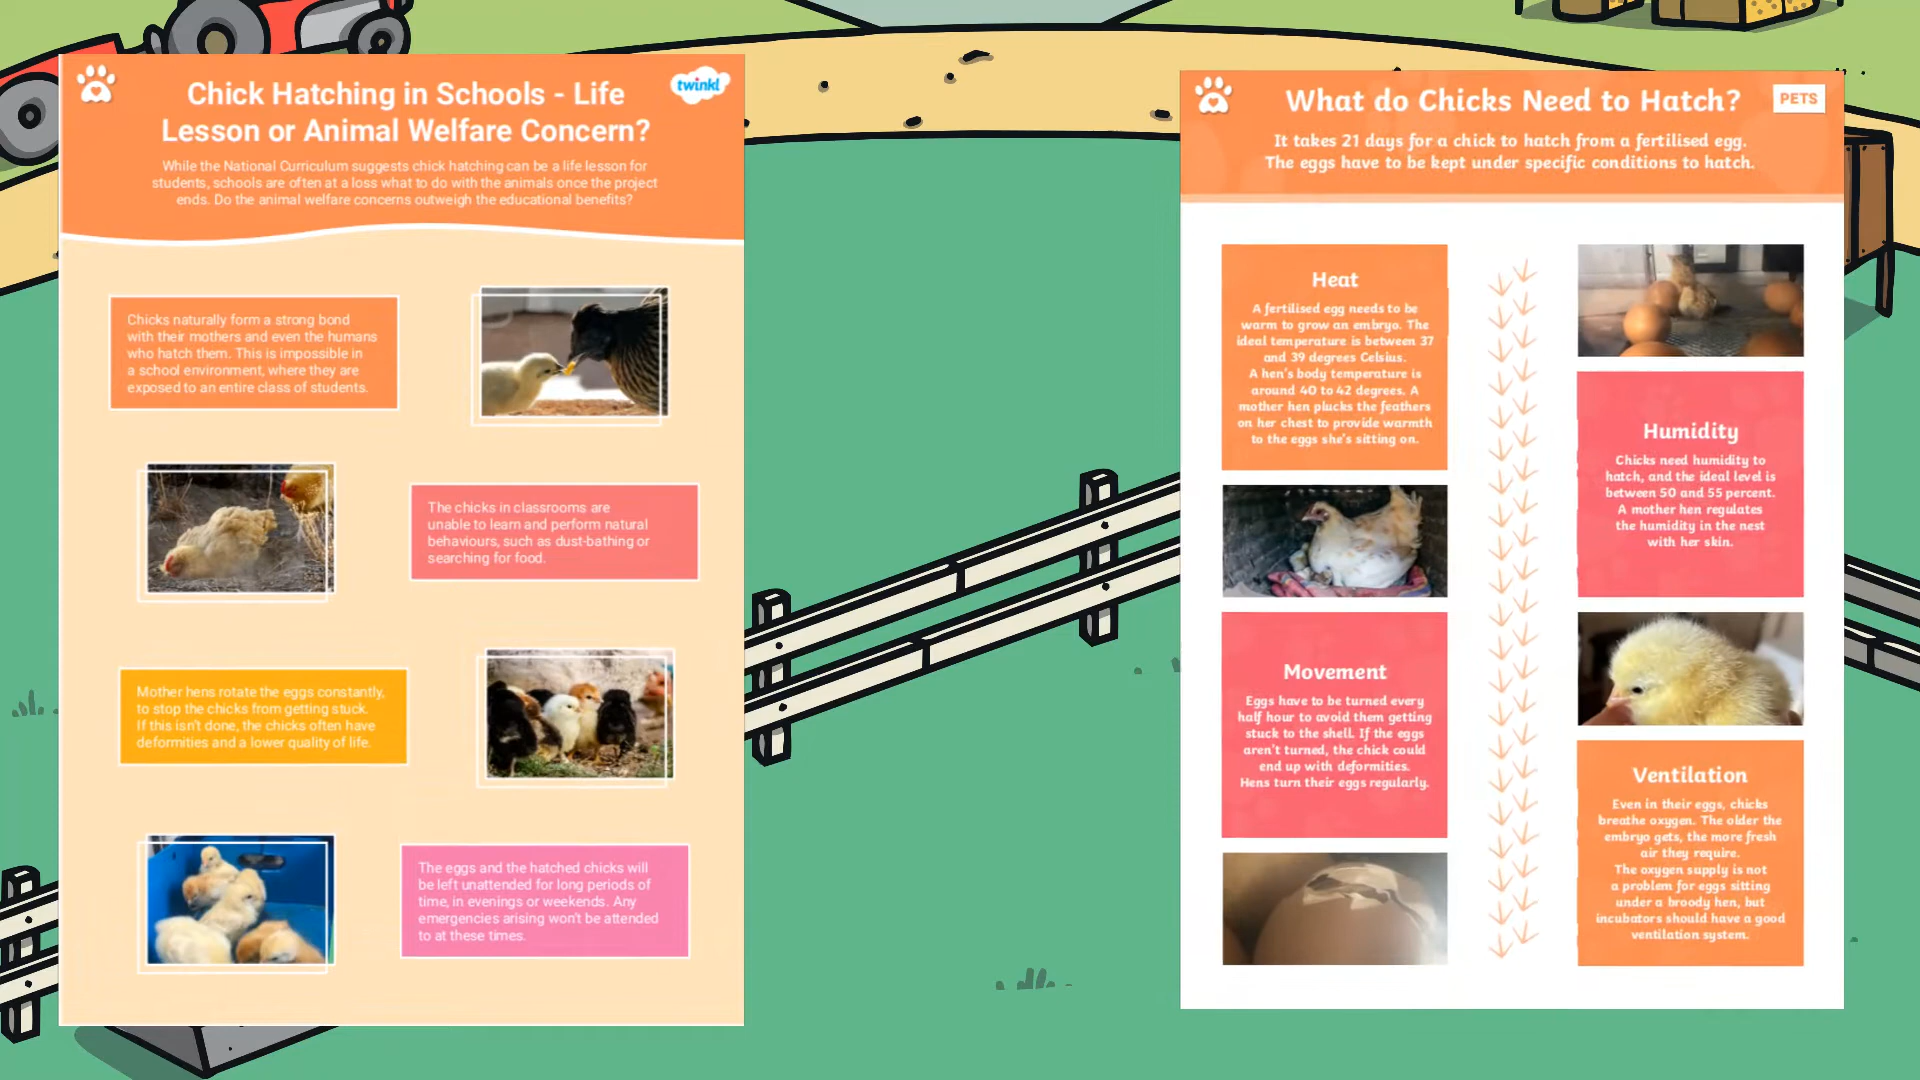 Chick Hatching in Schools - Life
Lesson or Animal Welfare Concern?
twinkl
While the National Curriculum suggests chick hatching can be a life lesson for
students, schools are often at a loss what to do with the animals once the project
ends. Do the animal welfare concerns outweigh the educational benefits?
Chicks naturally form a strong bond
with their mothers and even the humans
who hatch them. This is impossible in
a school environment, where they are
exposed to an entire class of students.
The chicks in classrooms are
unable to learn and perform natural
behaviours, such as dust-bathing or
searching for food.
Mother hens rotate the eggs constantly,
to stop the chicks from getting stuck.
If this isn't done, the chicks often have
deformities and a lower quality of life.
The eggs and the hatched chicks will
be left unattended for long periods of
time, in evenings or weekends. Any
emergencies arising won't be attended
to at these times.
What do Chicks Need to Hatch?
PETS
It takes 21 days for a chick to hatch from a fertilised egg.
The eggs have to be kept under specific conditions to hatch.
Heat
A fertilised egg needs to be
warm to grow an embryo. The
ideal temperature is between 37
and 39 degrees Celsius.
A hen's body temperature is
around 40 to 42 degrees. A
mother hen plucks the feathers
on her chest to provide warmth
to the eggs she's sitting on.
Humidity
Chicks need humidity to
hatch, and the ideal level is
between 50 and 55 percent.
A mother hen regulates
the humidity in the nest
with her skin.
Movement
Eggs have to be turned every
half hour to avoid them getting
stuck to the shell. If the eggs
aren't turned, the chick could
end up with deformities.
Hens turn their eggs regularly.
Ventilation
Even in their eggs, chicks
breathe oxygen. The older the
embryo gets, the more fresh
air they require.
The oxygen supply is not
a problem for eggs sitting
under a broody hen, but
incubators should have a good
ventilation system.